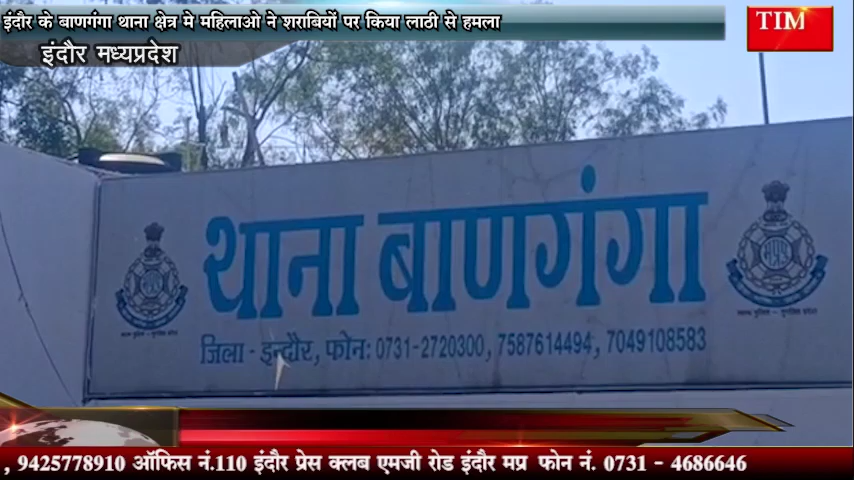 इंदौर के बाणगंगा थाना क्षेत्र मे महिलाओ ने शराबियों पर किया लाठी से हमला
TIM
इंदौर मध्यप्रदेश
थाना बाणगंगा
जिला - इन्दौर, फोन: 0731-2720300, 7587614494, 7049108583
, 9425778910 ऑफिस नं.110 इंदौर प्रेस क्लब एमजी रोड इंदौर मप्र फोन नं. 0731 - 4686646